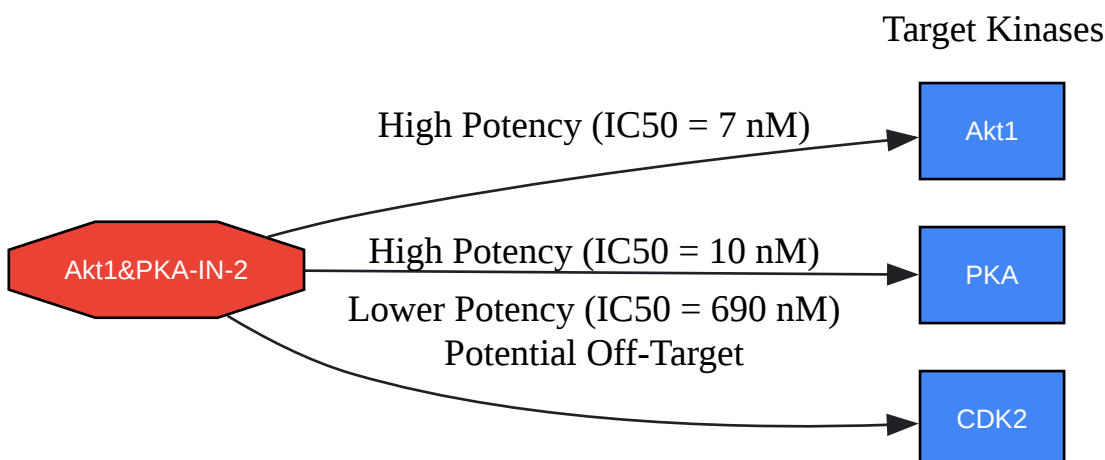 Target Kinases
High Potency (IC50 = 7 nM)
Akt1
Akt1&PKA-IN-2
High Potency (IC50 = 10 nM)
PKA
Lower Potency (IC50 = 690 nM)
Potential Off-Target
CDK2